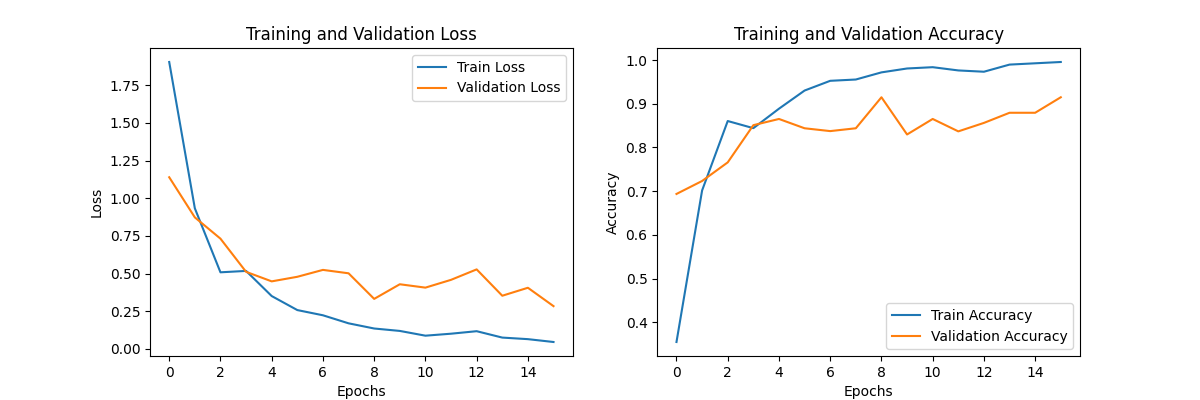 Training and Validation Loss
Train Loss
Validation Loss
Loss
1.75
1.50
1.25
1.00
0.75
0.50
0.25
0.00
0 2 4 6 8 10 12 14
Epochs
Training and Validation Accuracy
Accuracy
1.0
0.9
0.8
0.7
0.6
0.5
0.4
Train Accuracy
Validation Accuracy
0 2 4 6 8 10 12 14
Epochs